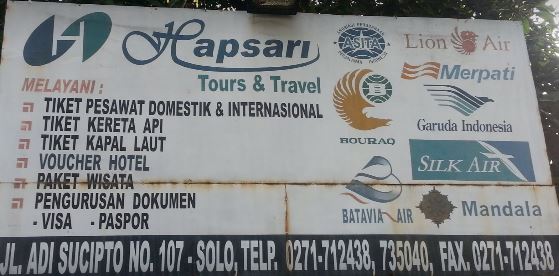 H
Hapsari
Tours & Travel
MELAYANI :
TIKET PESAWAT DOMESTIK & INTERNASIONAL
TIKET KERETA API
TIKET KAPAL LAUT
VOUCHER HOTEL
PAKET WISATA
PENGURUSAN DOKUMEN
- VISA - PASPOR
ASITA
Lion Air
Merpati
BOURAQ
Garuda Indonesia
SILK AIR
BATAVIA AIR
Mandala
JL. ADI SUCIPTO NO. 107 - SOLO, TELP. 0271-712438, 735040, FAX. 0271-712438